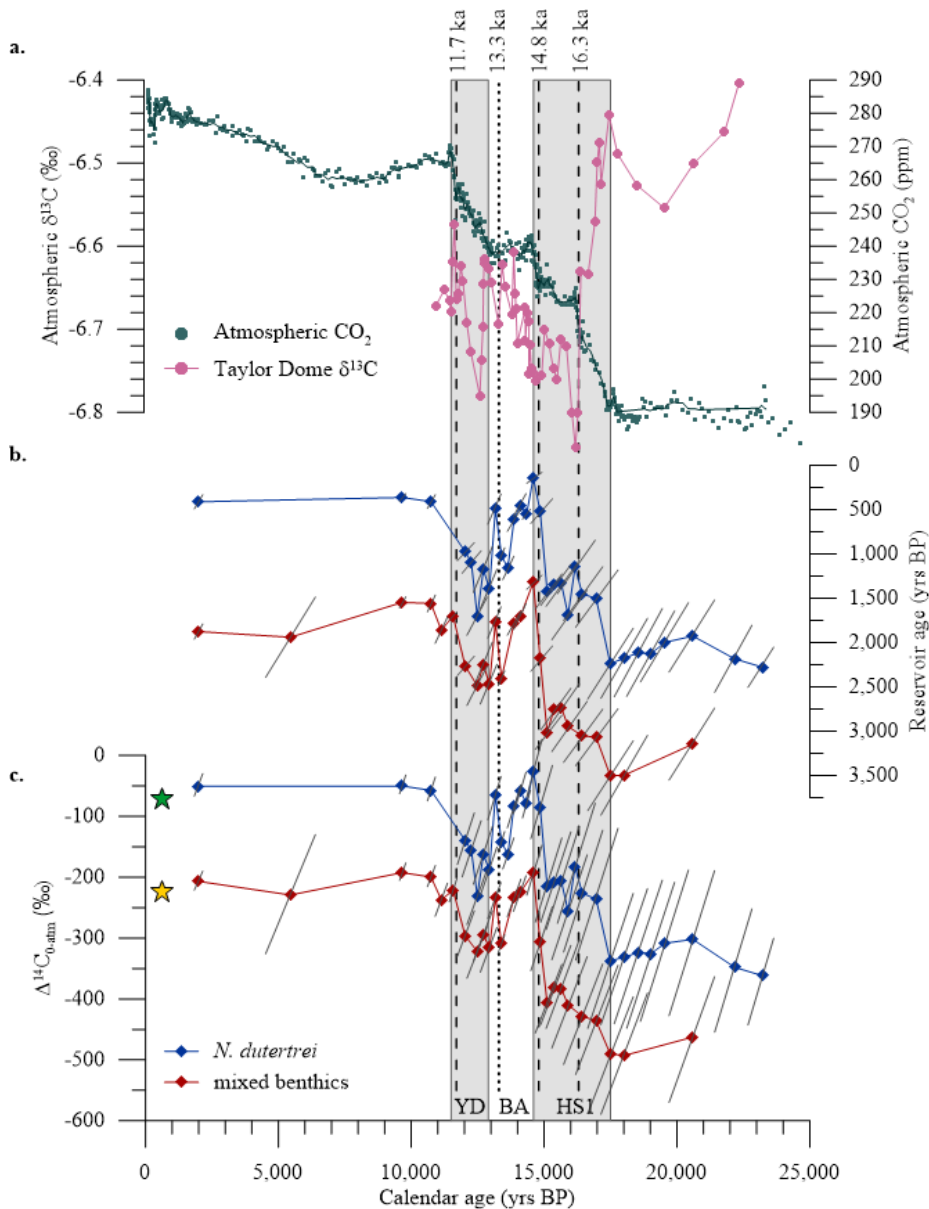 11.7 ka
13.3 ka
14.8 ka
16.3 ka
a.
-6.4
-6.5
-6.6
-6.7
-6.8
Atmospheric δ¹³C (‰)
290
280
270
260
250
240
230
220
210
200
190
Atmospheric CO₂ (ppm)
Atmospheric CO₂
Taylor Dome δ¹³C
b.
0
500
1,000
1,500
2,000
2,500
3,000
3,500
Reservoir age (yrs BP)
c.
0
-100
-200
-300
-400
-500
-600
Δ¹⁴C₀₋ₐₜₘ (‰)
N. dutertrei
mixed benthics
YD
BA
HS1
0
5,000
10,000
15,000
20,000
25,000
Calendar age (yrs BP)